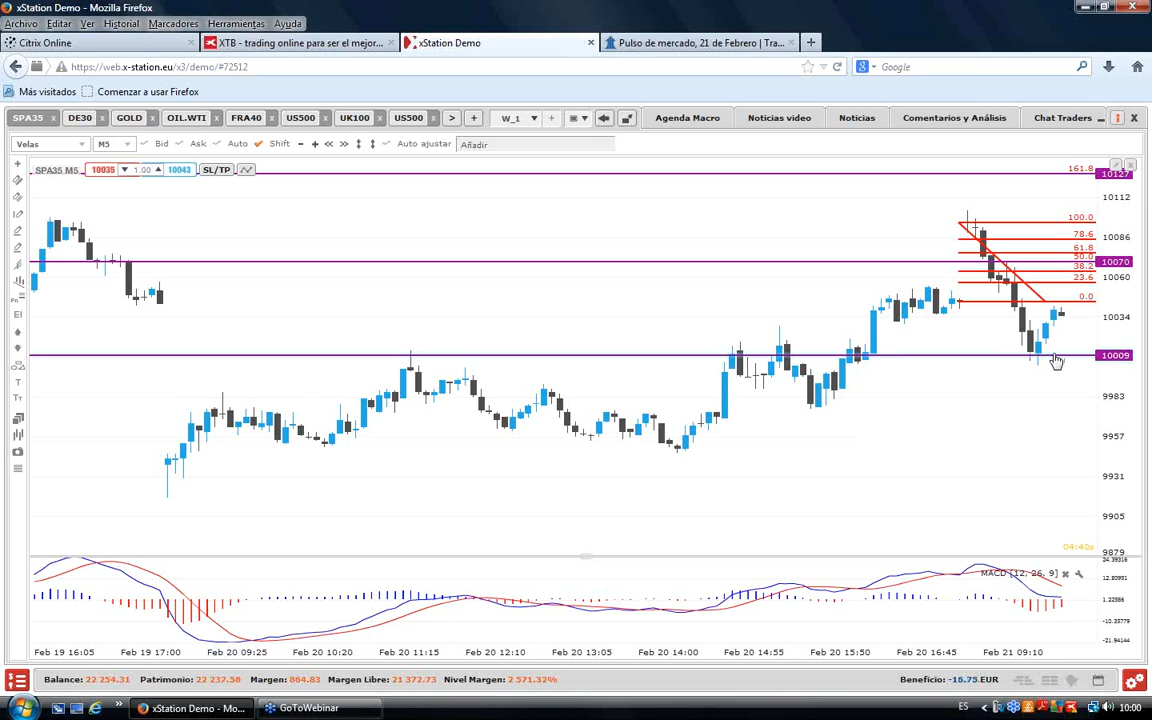 xStation Demo - Mozilla Firefox
Archivo Editar Ver Historial Marcadores Herramientas Ayuda
Citrix Online
XTB - trading online para ser el mejor...
xStation Demo
Pulso de mercado, 21 de Febrero | Tra...
https://web.x-station.eu/x3/demo/#72512
Google
Más visitados Comenzar a usar Firefox
SPA35 DE30 GOLD OIL.WTI FRA40 US500 UK100 US500 > + W_1 + Agenda Macro Noticias video Noticias Comentarios y Análisis Chat Traders
Velas M5 Bid Ask Auto Shift Auto ajustar Añadir
SPA35 M5 10035 1.00 10043 SL/TP
161.8
10127
10112
100.0
10086
78.6
61.8
50.0
10070
38.2
23.6
10060
0.0
10034
10009
9983
9957
9931
9905
04:40s
9879
MACD [12, 26, 9]
24.39316
12.80951
1.22586
-10.35779
-21.94144
Feb 19 16:05 Feb 19 17:00 Feb 20 09:25 Feb 20 10:20 Feb 20 11:15 Feb 20 12:10 Feb 20 13:05 Feb 20 14:00 Feb 20 14:55 Feb 20 15:50 Feb 20 16:45 Feb 21 09:10
Balance: 22 254.31 Patrimonio: 22 237.56 Margen: 864.83 Margen Libre: 21 372.73 Nivel Margen: 2 571.32% Beneficio: -16.75 EUR
xStation Demo - Mo... GoToWebinar ES 10:00